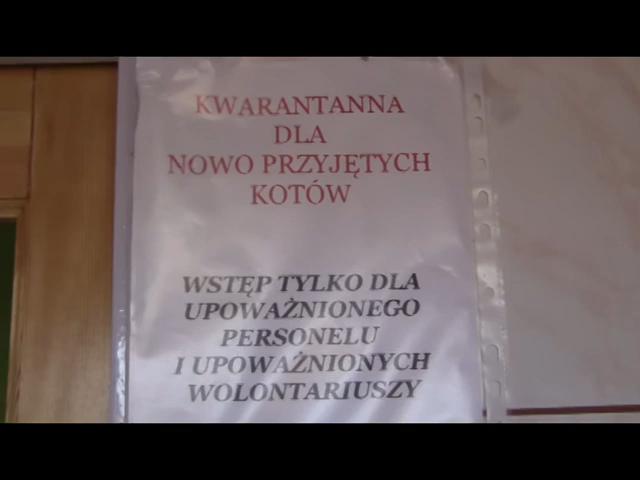 KWARANTANNA
DLA
NOWO PRZYJĘTYCH
KOTÓW
WSTĘP TYLKO DLA
UPOWAŻNIONEGO
PERSONELU
I UPOWAŻNIONYCH
WOLONTARIUSZY